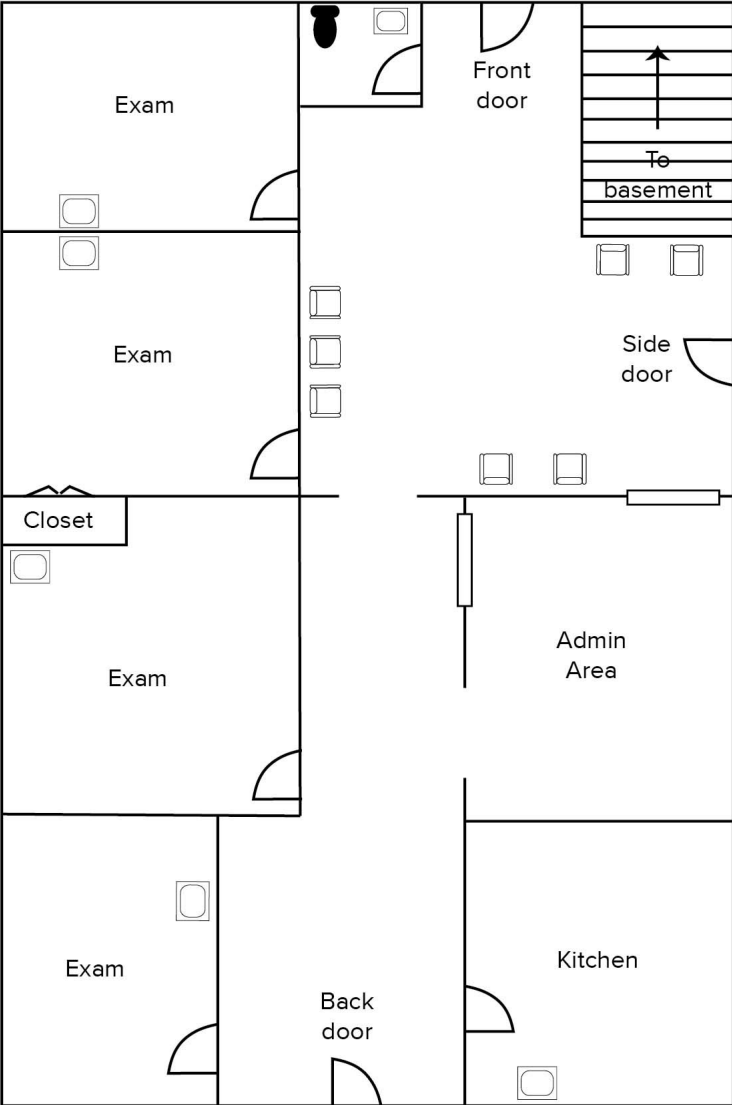 Exam
Front
door
To
basement
Exam
Side
door
Closet
Exam
Admin
Area
Exam
Kitchen
Back
door